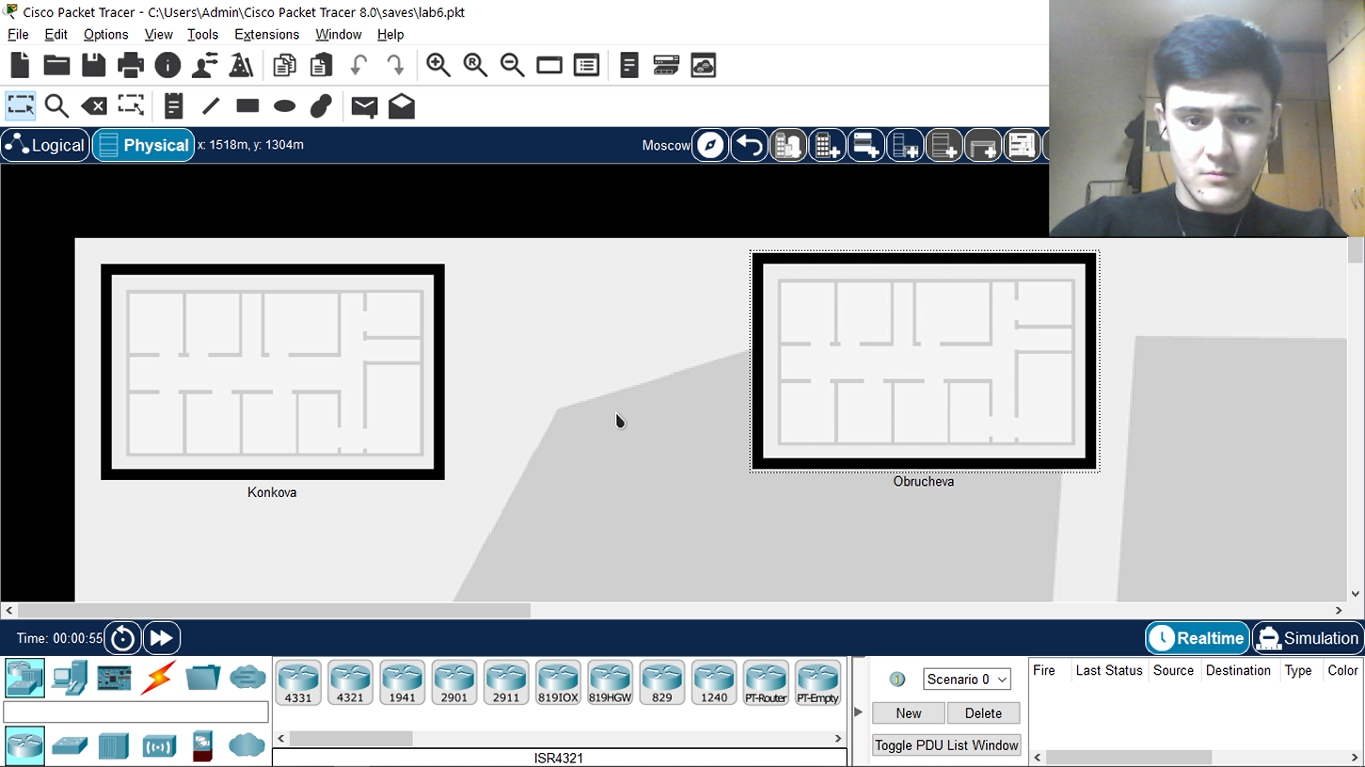 Cisco Packet Tracer - C:\Users\Admin\Cisco Packet Tracer 8.0\saves\lab6.pkt
File Edit Options View Tools Extensions Window Help
Logical Physical x: 1518m, y: 1304m Moscow
Konkova
Obrucheva
Time: 00:00:55 Realtime Simulation
4331 4321 1941 2901 2911 819IOX 819HGW 829 1240 PT-Router PT-Empty
Scenario 0
Fire Last Status Source Destination Type Color
New Delete
Toggle PDU List Window
ISR4321